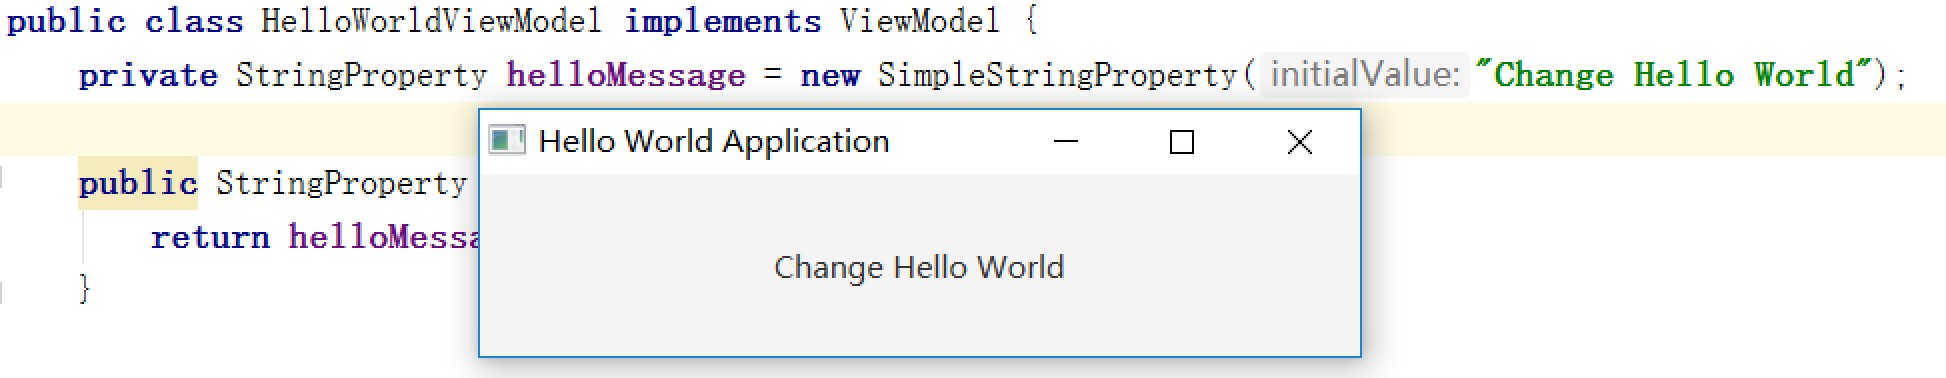 public class HelloWorldViewModel implements ViewModel {
private StringProperty helloMessage = new SimpleStringProperty( initialValue: "Change Hello World");
Hello World Application
public StringProperty
return helloMessa
Change Hello World
}